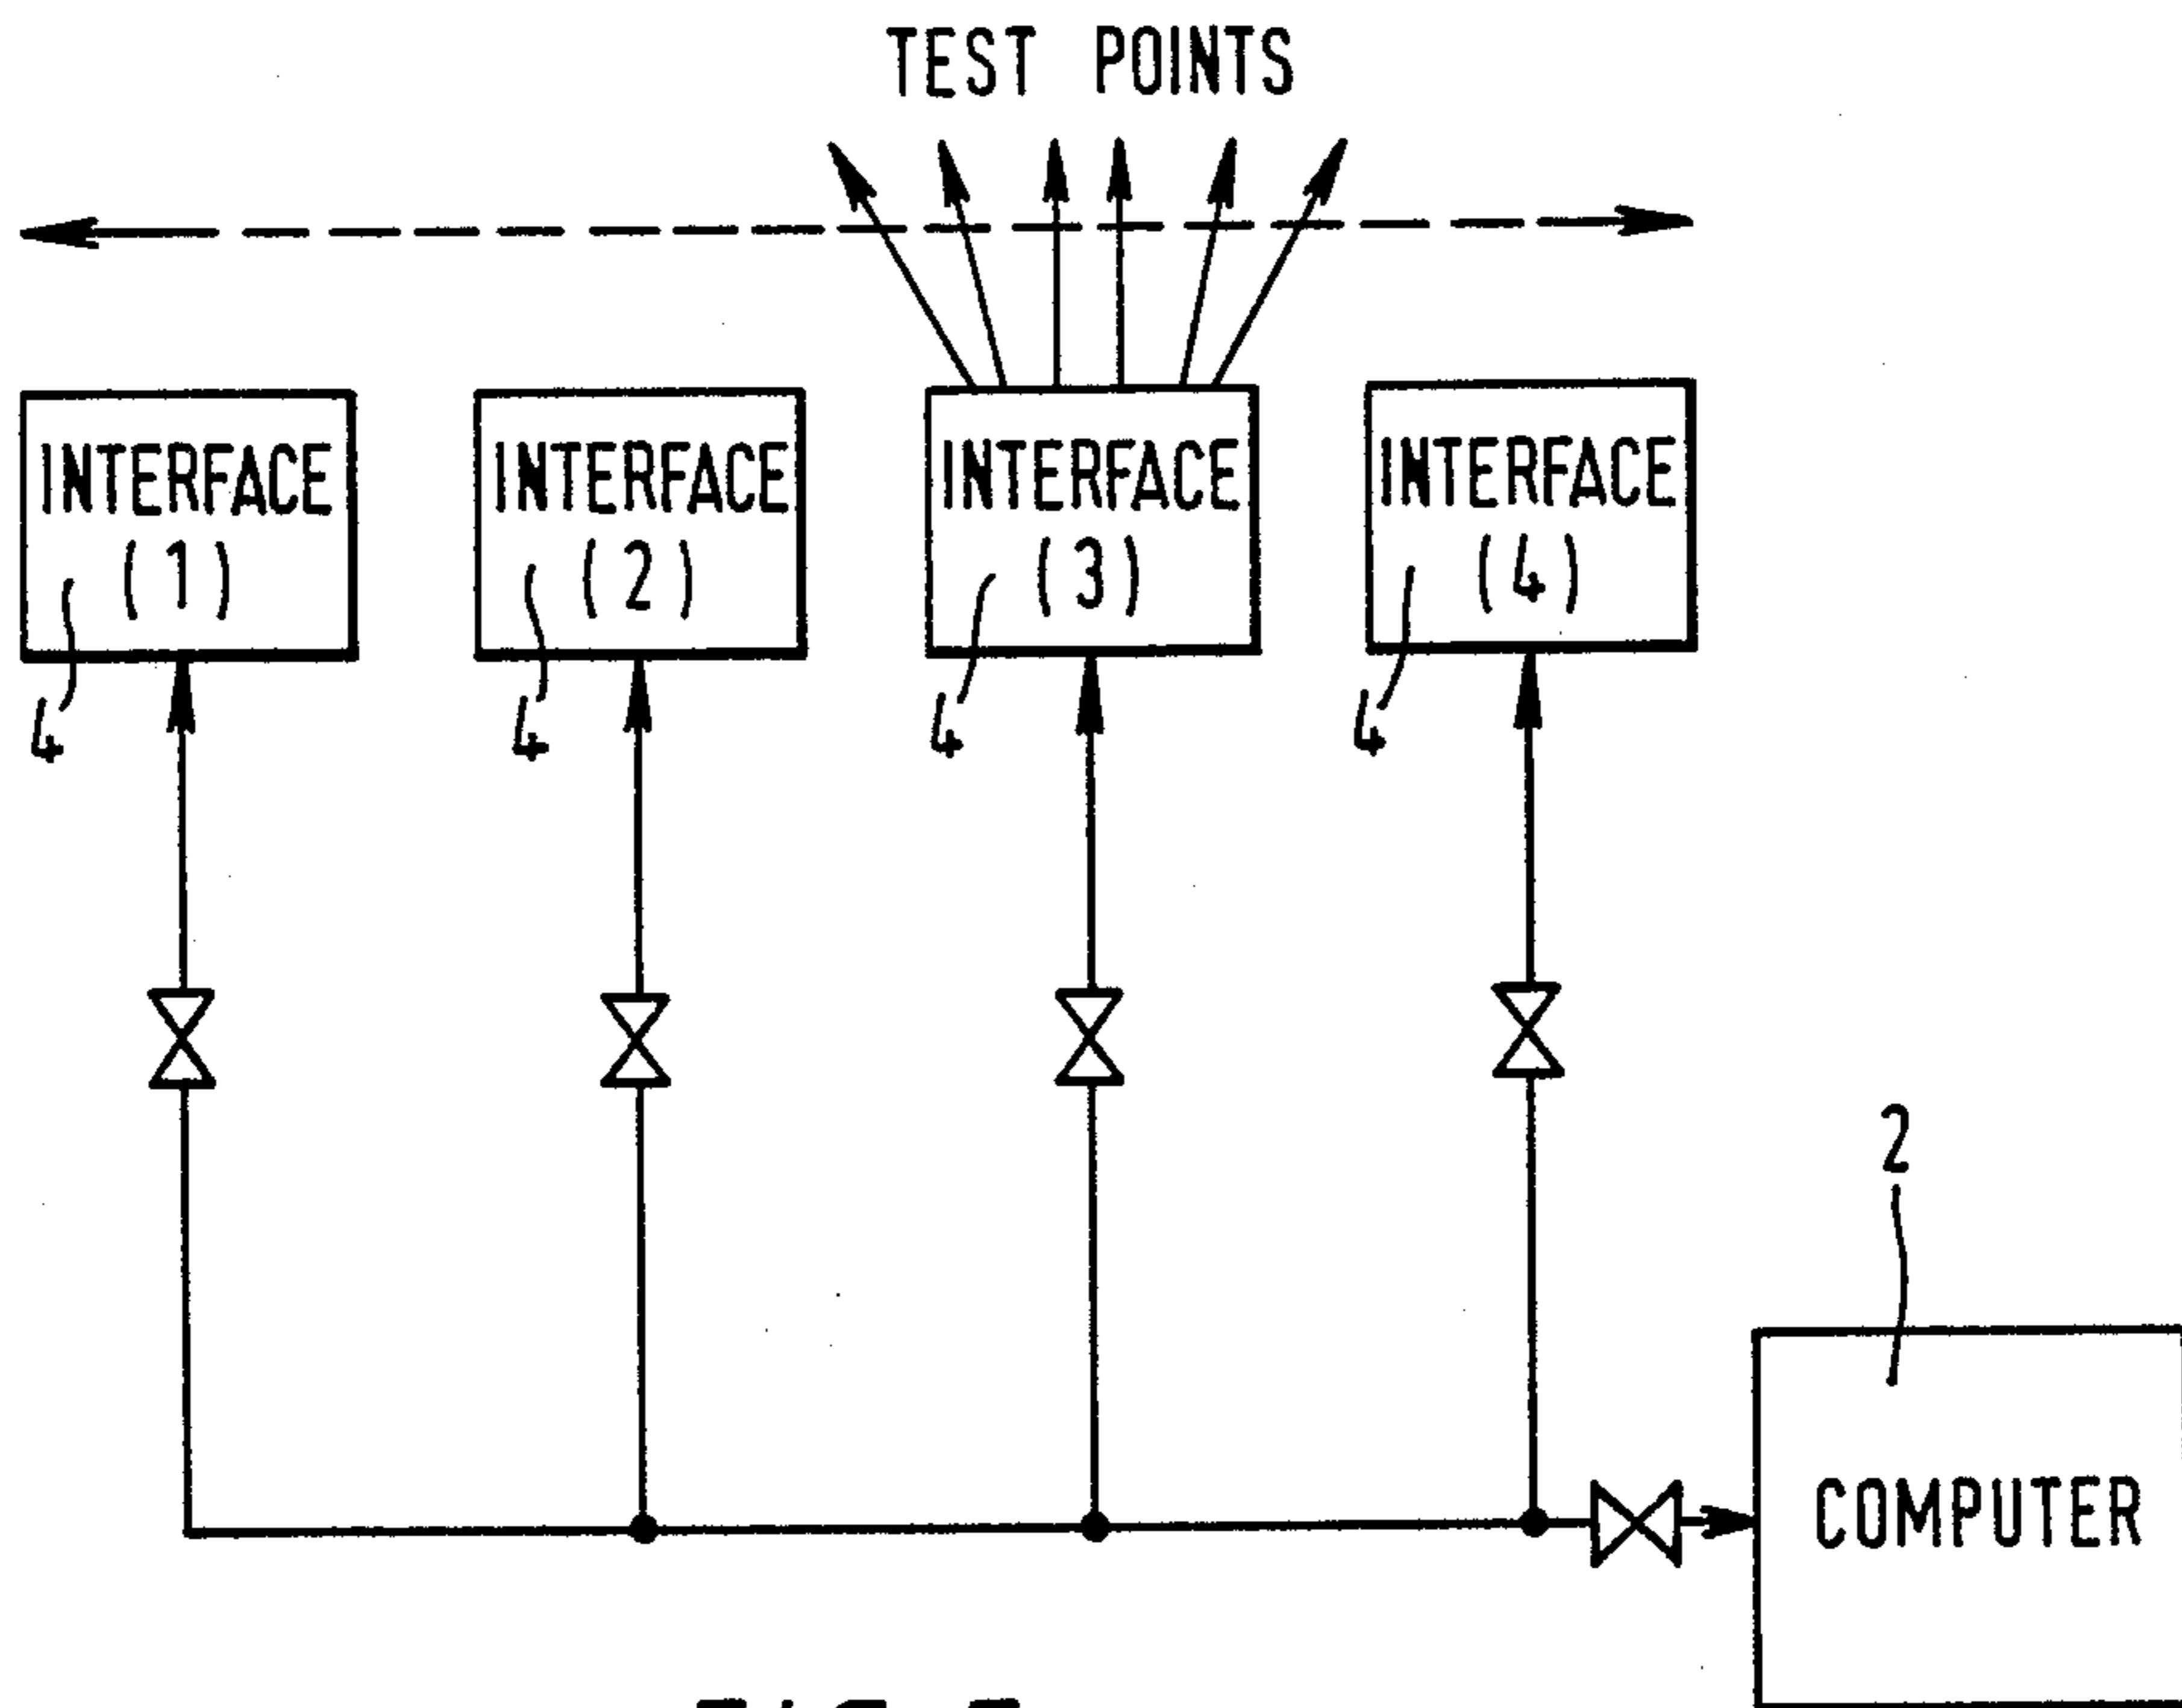 TEST POINTS
INTERFACE
(1)
INTERFACE
(2)
INTERFACE
(3)
INTERFACE
(4)
4
4
4
4
2
COMPUTER